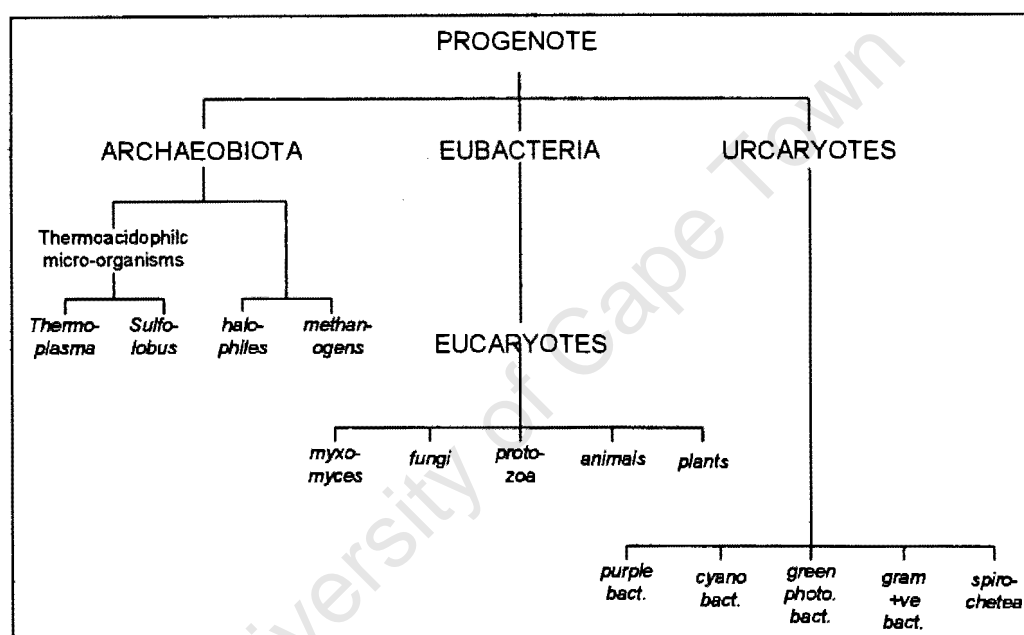 PROGENOTE
ARCHAEOBIOTA EUBACTERIA URCARYOTES
Thermoacidophilc
micro-organisms
Thermo-
plasma
Sulfo-
lobus
halo-
philes
methan-
ogens
EUCARYOTES
myxo-
myces
fungi
proto-
zoa
animals
plants
purple
bact.
cyano
bact.
green
photo.
bact.
gram
+ve
bact.
spiro-
chetea
University of Cape Town